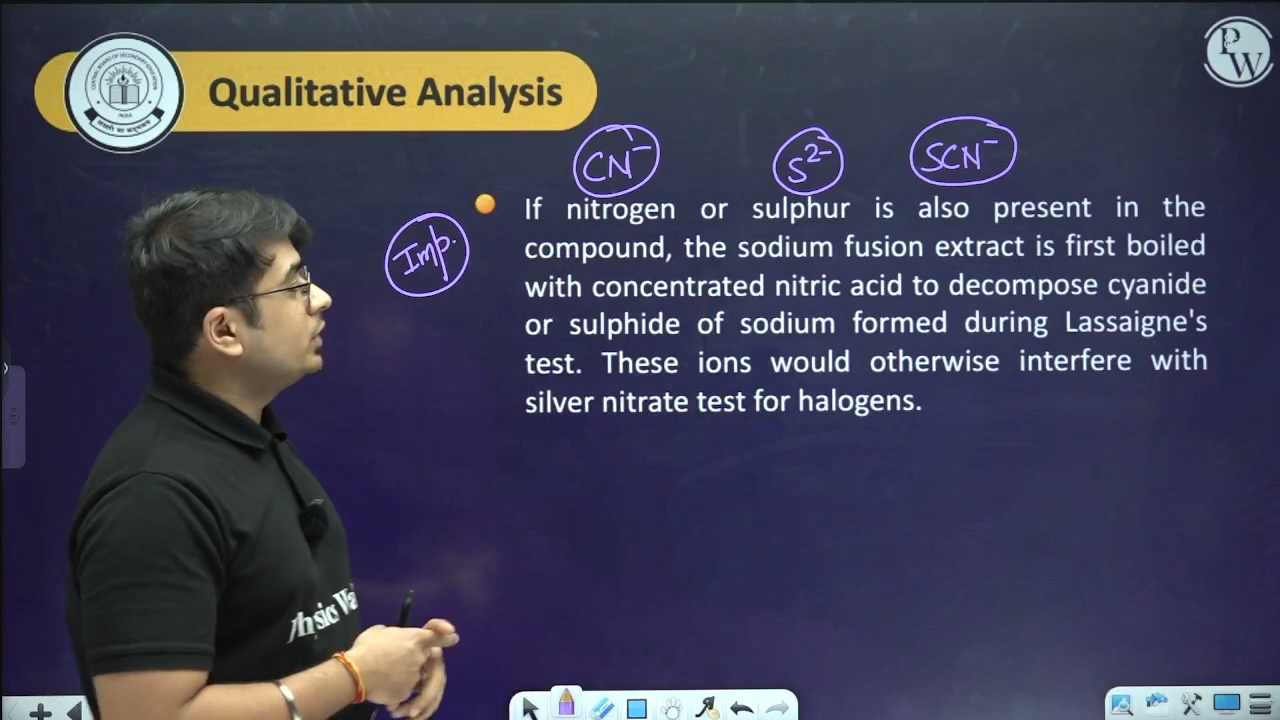 Qualitative Analysis
PW
CN⁻ S²⁻ SCN⁻
Imp.
If nitrogen or sulphur is also present in the
compound, the sodium fusion extract is first boiled
with concentrated nitric acid to decompose cyanide
or sulphide of sodium formed during Lassaigne's
test. These ions would otherwise interfere with
silver nitrate test for halogens.